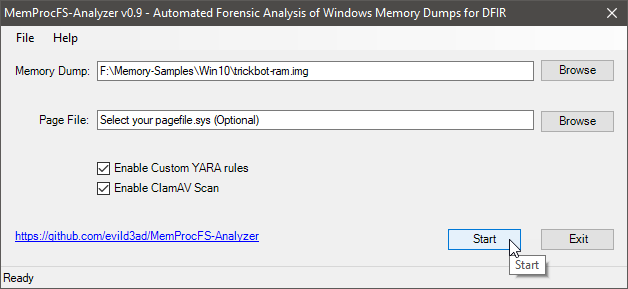 MemProcFS-Analyzer v0.9 - Automated Forensic Analysis of Windows Memory Dumps for DFIR
File Help
Memory Dump: F:\Memory-Samples\Win10\trickbot-ram.img Browse
Page File: Select your pagefile.sys (Optional) Browse
Enable Custom YARA rules
Enable ClamAV Scan
https://github.com/evild3ad/MemProcFS-Analyzer Start Exit
Start
Ready